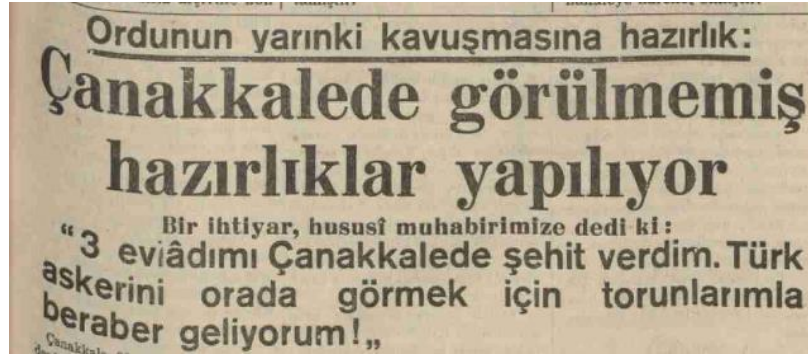 Ordunun yarınki kavuşmasına hazırlık:
Çanakkalede görülmemiş
hazırlıklar yapılıyor
Bir ihtiyar, hususî muhabirimize dedi ki:
“3 evlâdımı Çanakkalede şehit verdim. Türk
askerini orada görmek için torunlarımla
beraber geliyorum!„